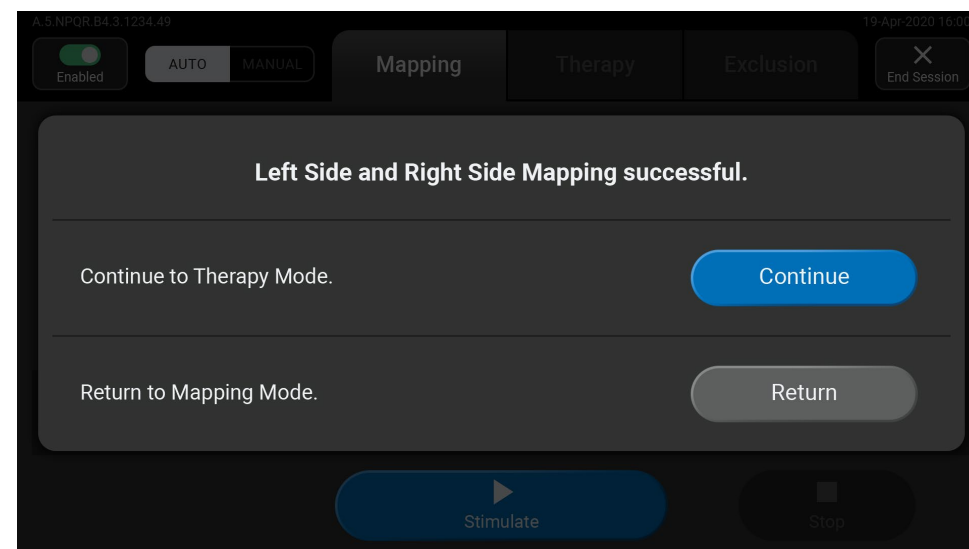 A.5.NPQR.B4.3.1234.49
19-Apr-2020 16:00
Enabled
AUTO
MANUAL
Mapping
Therapy
Exclusion
End Session
Left Side and Right Side Mapping successful.
Continue to Therapy Mode.
Continue
Return to Mapping Mode.
Return
Stimulate
Stop